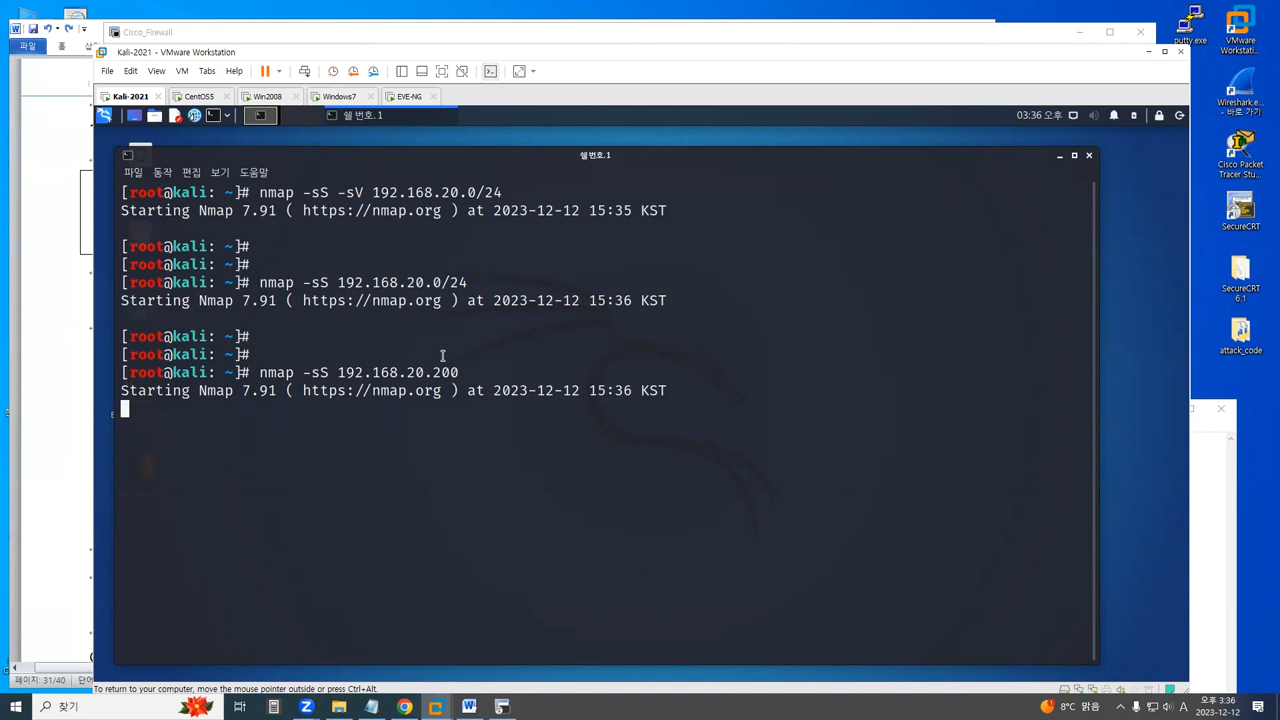 Cisco_Firewall
파일
홈
Kali-2021 - VMware Workstation
File Edit View VM Tabs Help
Kali-2021 CentOS5 Win2008 Windows7 EVE-NG
쉘 번호.1
03:36 오후
쉘 번호.1
파일 동작 편집 보기 도움말
[root@kali: ~]# nmap -sS -sV 192.168.20.0/24
Starting Nmap 7.91 ( https://nmap.org ) at 2023-12-12 15:35 KST
[root@kali: ~]#
[root@kali: ~]#
[root@kali: ~]# nmap -sS 192.168.20.0/24
Starting Nmap 7.91 ( https://nmap.org ) at 2023-12-12 15:36 KST
[root@kali: ~]#
[root@kali: ~]#
[root@kali: ~]# nmap -sS 192.168.20.200
Starting Nmap 7.91 ( https://nmap.org ) at 2023-12-12 15:36 KST
putty.exe
VMware
Workstati...
Wireshark.e...
- 바로 가기
Cisco Packet
Tracer Stu...
SecureCRT
SecureCRT
6.1
attack_code
페이지: 31/40
단어
To return to your computer, move the mouse pointer outside or press Ctrl+Alt.
찾기
8°C 맑음
A
오후 3:36
2023-12-12